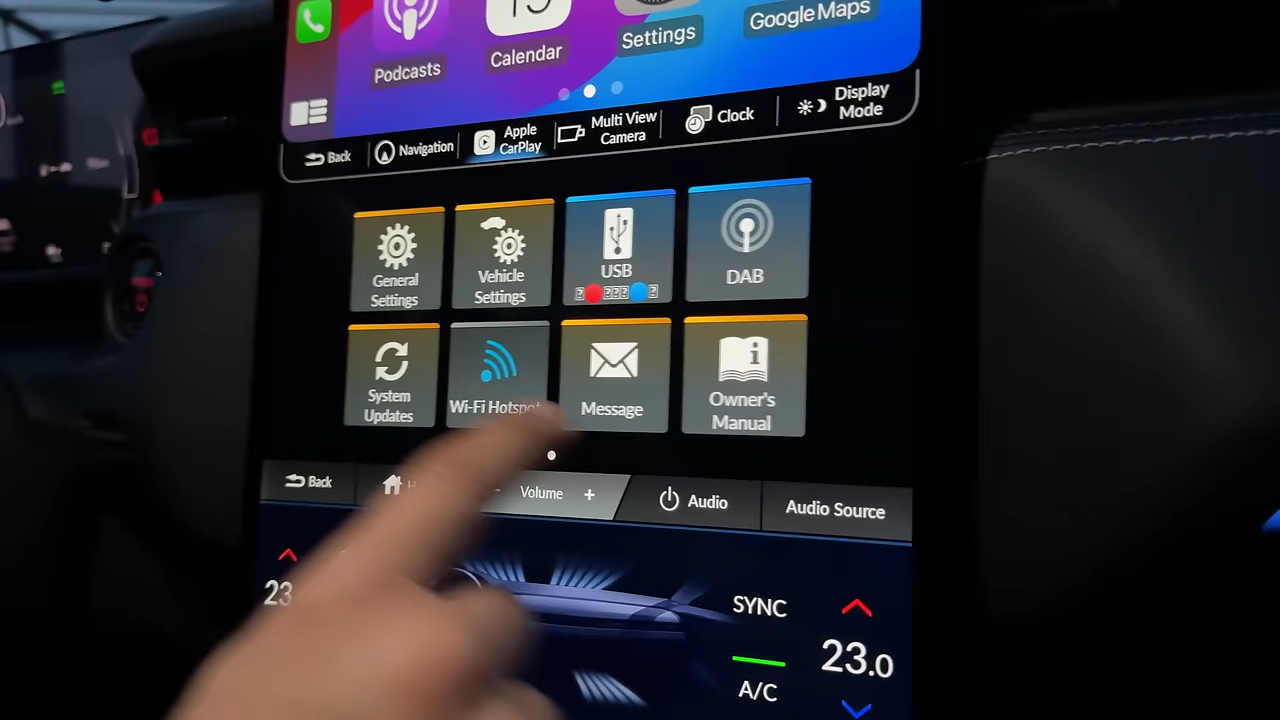 Podcasts
Calendar
Settings
Google Maps
Back
Navigation
Apple
CarPlay
Multi View
Camera
Clock
Display
Mode
General
Settings
Vehicle
Settings
USB
DAB
System
Updates
Wi-Fi Hotspot
Message
Owner's
Manual
Back
Volume +
Audio
Audio Source
23
SYNC
23.0
A/C